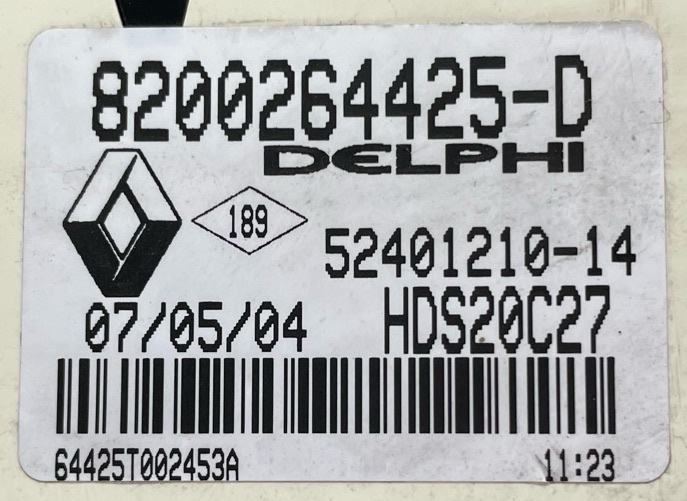 8200264425-D
DELPHI
189
52401210-14
07/05/04 HDS20C27
64425T002453A 11:23